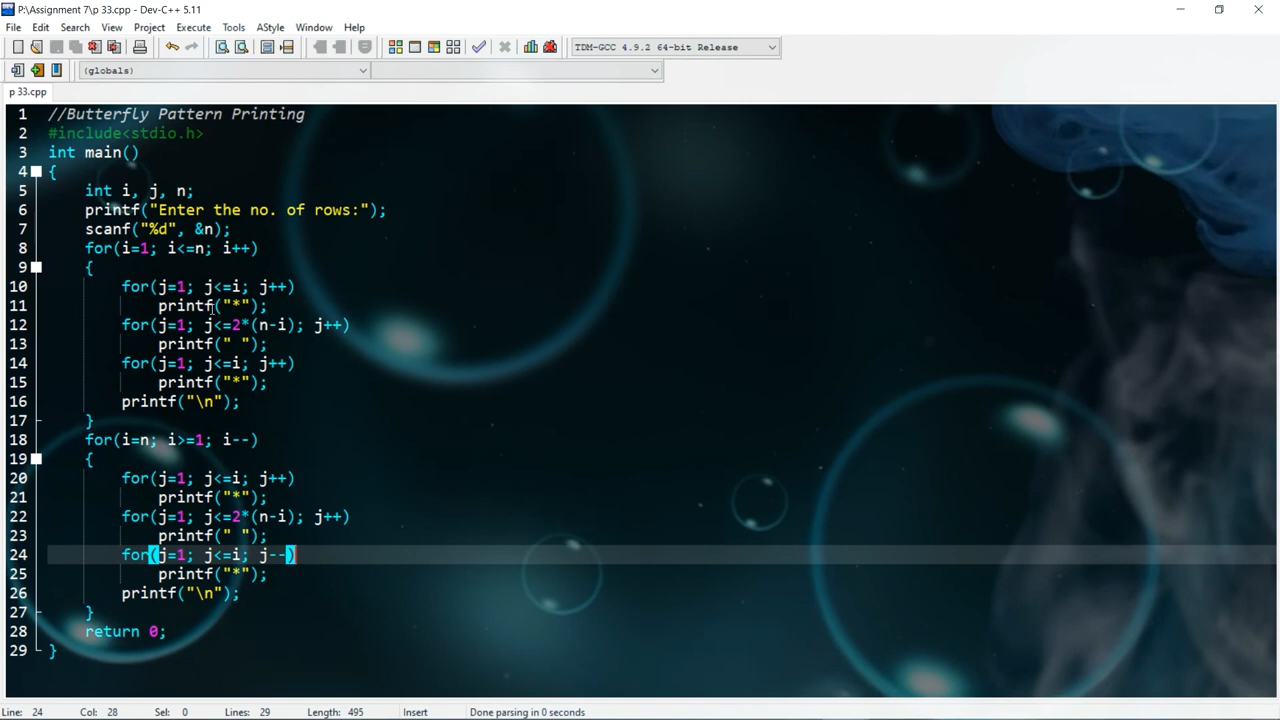 P:\Assignment 7\p 33.cpp - Dev-C++ 5.11
File Edit Search View Project Execute Tools AStyle Window Help
TDM-GCC 4.9.2 64-bit Release
(globals)
p 33.cpp
1 //Butterfly Pattern Printing
2 #include<stdio.h>
3 int main()
4 {
5 int i, j, n;
6 printf("Enter the no. of rows:");
7 scanf("%d", &n);
8 for(i=1; i<=n; i++)
9 {
10 for(j=1; j<=i; j++)
11 printf("*");
12 for(j=1; j<=2*(n-i); j++)
13 printf(" ");
14 for(j=1; j<=i; j++)
15 printf("*");
16 printf("\n");
17 }
18 for(i=n; i>=1; i--)
19 {
20 for(j=1; j<=i; j++)
21 printf("*");
22 for(j=1; j<=2*(n-i); j++)
23 printf(" ");
24 for(j=1; j<=i; j--)
25 printf("*");
26 printf("\n");
27 }
28 return 0;
29 }
Line: 24 Col: 28 Sel: 0 Lines: 29 Length: 495 Insert Done parsing in 0 seconds